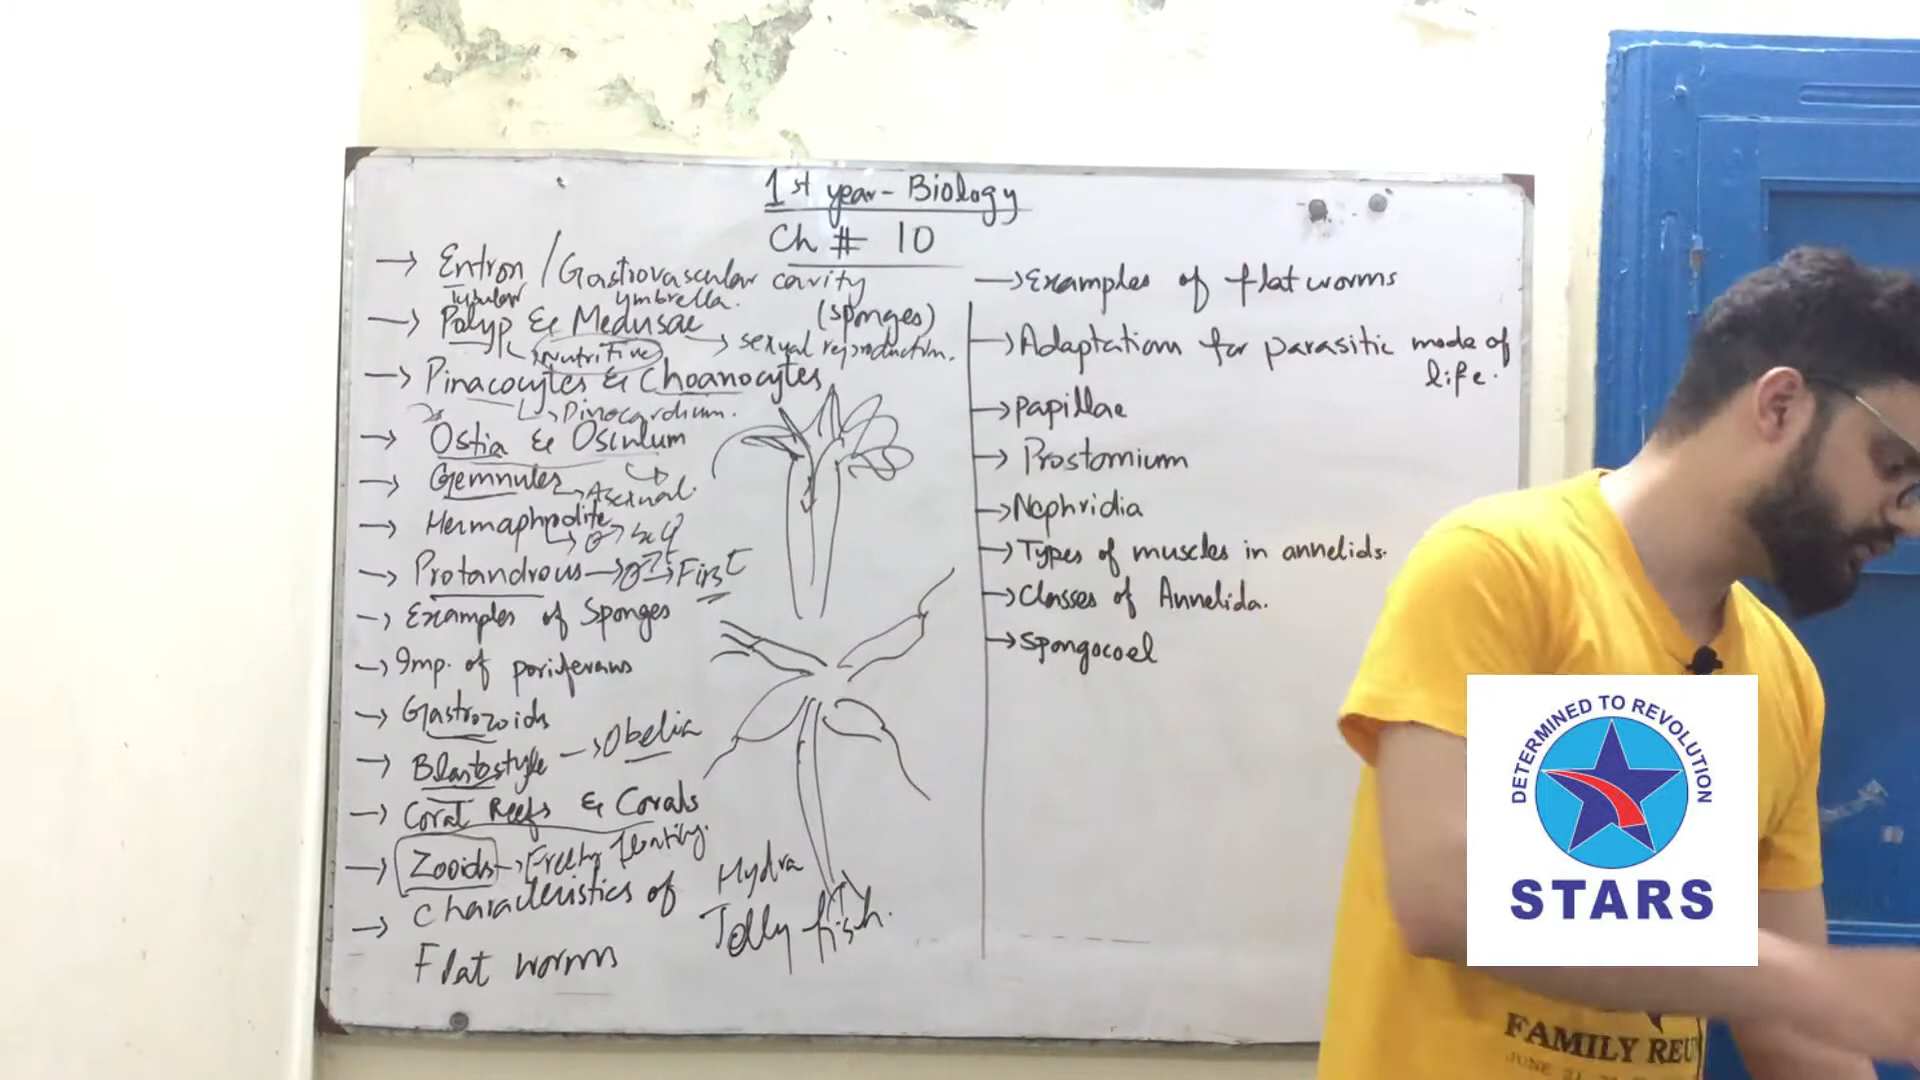 1st year - Biology
Ch # 10
→ Entron / Gastrovascular cavity
Tubular umbrella.
→ Polyp & Medusae (sponges)
Nutritive → sexual reproduction.
→ Pinacocytes & Choanocytes
→ Ostia & Osculum
→ Gemnules → Asexual.
→ Hermaphrodite
→ Protandrous → First
→ Examples of Sponges
→ Imp. of poriferans
→ Gastrozoids
→ Blastostyle → Obelia
→ Coral Reefs & Corals
→ Zooids → Freely floating.
→ Characteristics of
Flat worms
Hydra
Jelly fish.
→ Examples of flat worms
→ Adaptations for parasitic mode of
life.
→ Papillae
→ Prostomium
→ Nephridia
→ Types of muscles in annelids.
→ Classes of Annelida.
→ Spongocoel
DETERMINED TO REVOLUTION
STARS
FAMILY REU